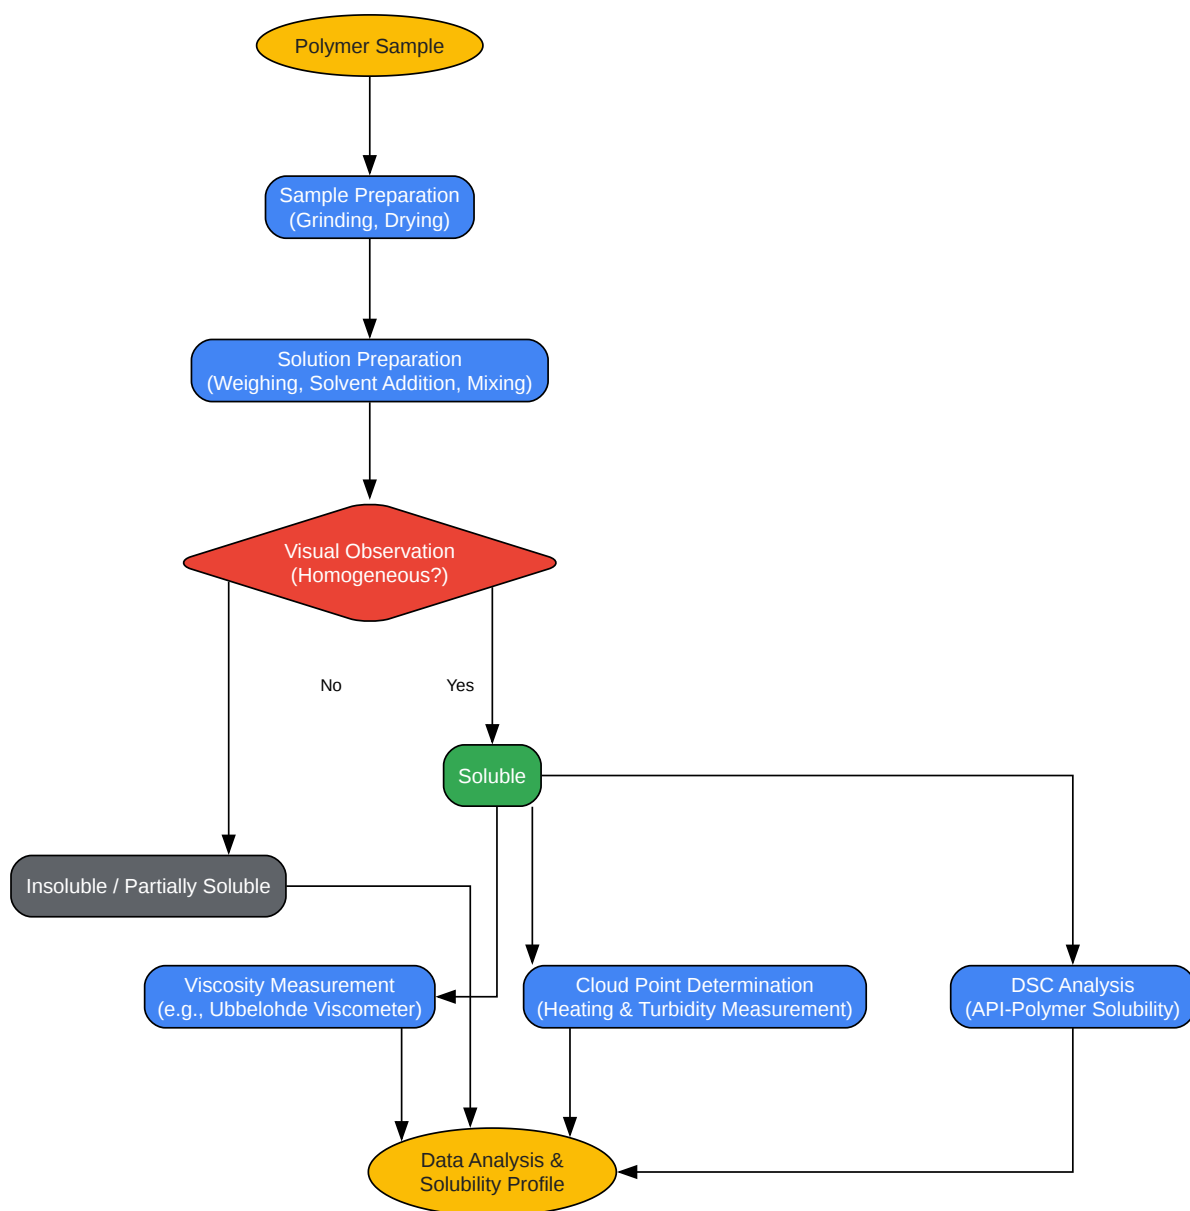 Polymer Sample
Sample Preparation
(Grinding, Drying)
Solution Preparation
(Weighing, Solvent Addition, Mixing)
Visual Observation
(Homogeneous?)
No
Yes
Soluble
Insoluble / Partially Soluble
Viscosity Measurement
(e.g., Ubbelohde Viscometer)
Cloud Point Determination
(Heating & Turbidity Measurement)
DSC Analysis
(API-Polymer Solubility)
Data Analysis &
Solubility Profile